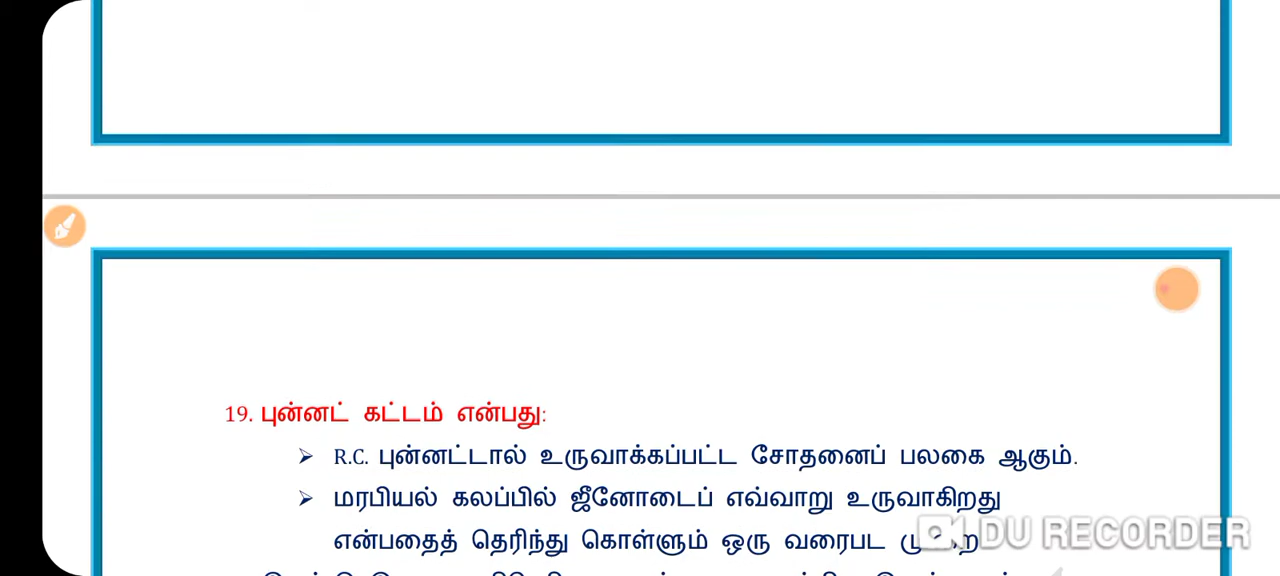 19. புன்னட் கட்டம் என்பது:
➢ R.C. புன்னட்டால் உருவாக்கப்பட்ட சோதனைப் பலகை ஆகும்.
➢ மரபியல் கலப்பில் ஜீனோடைப் எவ்வாறு உருவாகிறது
என்பதைத் தெரிந்து கொள்ளும் ஒரு வரைபட
DU RECORDER